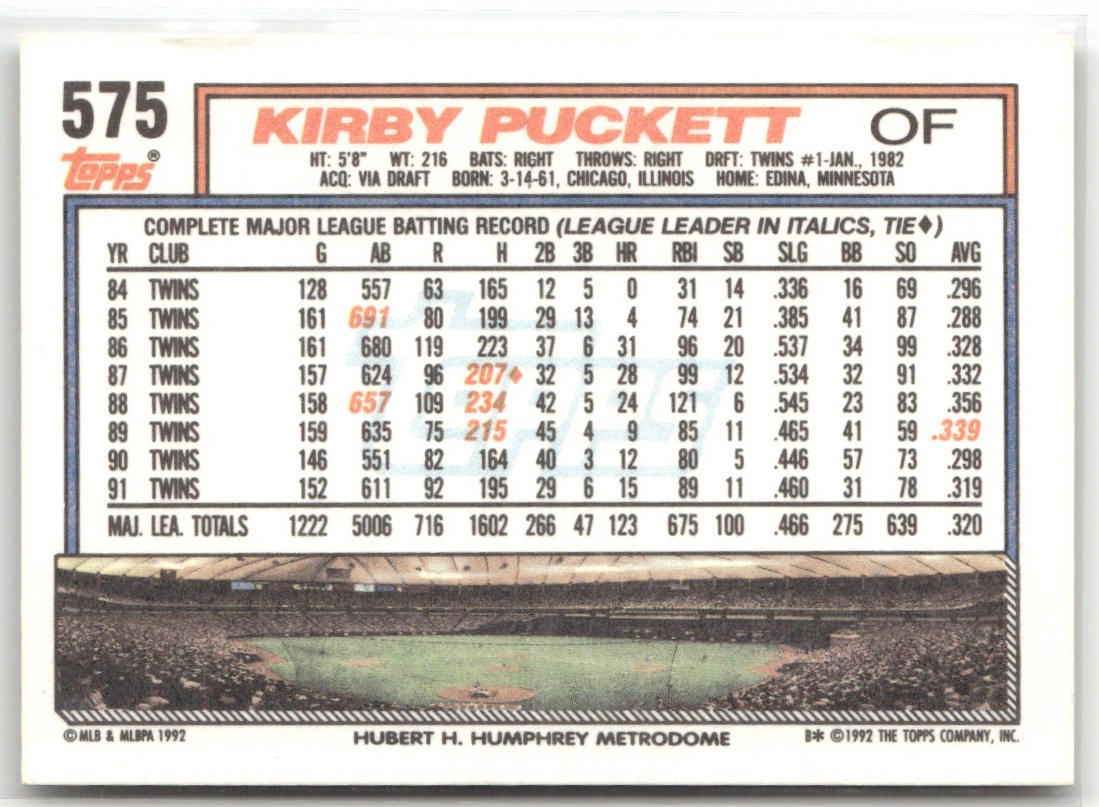 575
KIRBY PUCKETT OF
topps®
HT: 5'8" WT: 216 BATS: RIGHT THROWS: RIGHT DRFT: TWINS #1-JAN., 1982
ACQ: VIA DRAFT BORN: 3-14-61, CHICAGO, ILLINOIS HOME: EDINA, MINNESOTA
COMPLETE MAJOR LEAGUE BATTING RECORD (LEAGUE LEADER IN ITALICS, TIE♦)
YR CLUB G AB R H 2B 3B HR RBI SB SLG BB SO AVG
84 TWINS 128 557 63 165 12 5 0 31 14 .336 16 69 .296
85 TWINS 161 691 80 199 29 13 4 74 21 .385 41 87 .288
86 TWINS 161 680 119 223 37 6 31 96 20 .537 34 99 .328
87 TWINS 157 624 96 207♦ 32 5 28 99 12 .534 32 91 .332
88 TWINS 158 657 109 234 42 5 24 121 6 .545 23 83 .356
89 TWINS 159 635 75 215 45 4 9 85 11 .465 41 59 .339
90 TWINS 146 551 82 164 40 3 12 80 5 .446 57 73 .298
91 TWINS 152 611 92 195 29 6 15 89 11 .460 31 78 .319
MAJ. LEA. TOTALS 1222 5006 716 1602 266 47 123 675 100 .466 275 639 .320
topps
©MLB & MLBPA 1992 HUBERT H. HUMPHREY METRODOME B* ©1992 THE TOPPS COMPANY, INC.